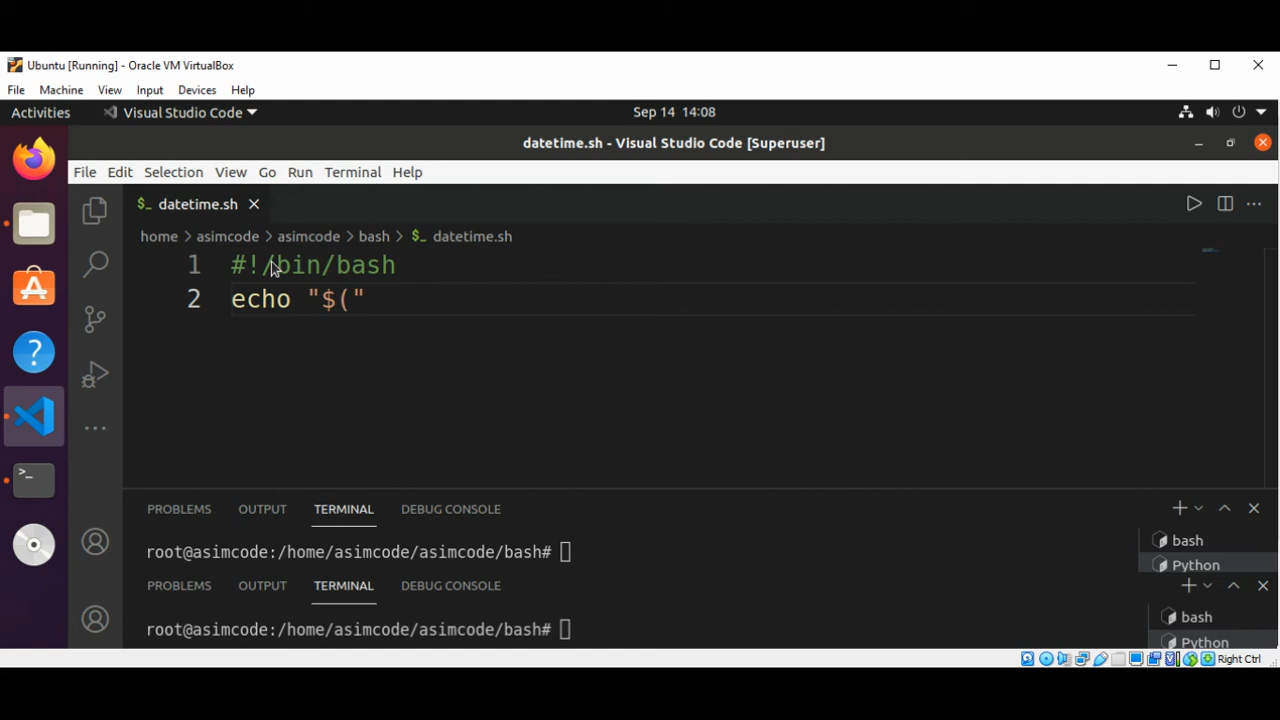 Ubuntu [Running] - Oracle VM VirtualBox
File Machine View Input Devices Help
Activities Visual Studio Code Sep 14 14:08
datetime.sh - Visual Studio Code [Superuser]
File Edit Selection View Go Run Terminal Help
$_ datetime.sh
home > asimcode > asimcode > bash > $_ datetime.sh
1 #!/bin/bash
2 echo "$("
PROBLEMS OUTPUT TERMINAL DEBUG CONSOLE
root@asimcode:/home/asimcode/asimcode/bash#
bash
Python
PROBLEMS OUTPUT TERMINAL DEBUG CONSOLE
root@asimcode:/home/asimcode/asimcode/bash#
bash
Python
Right Ctrl